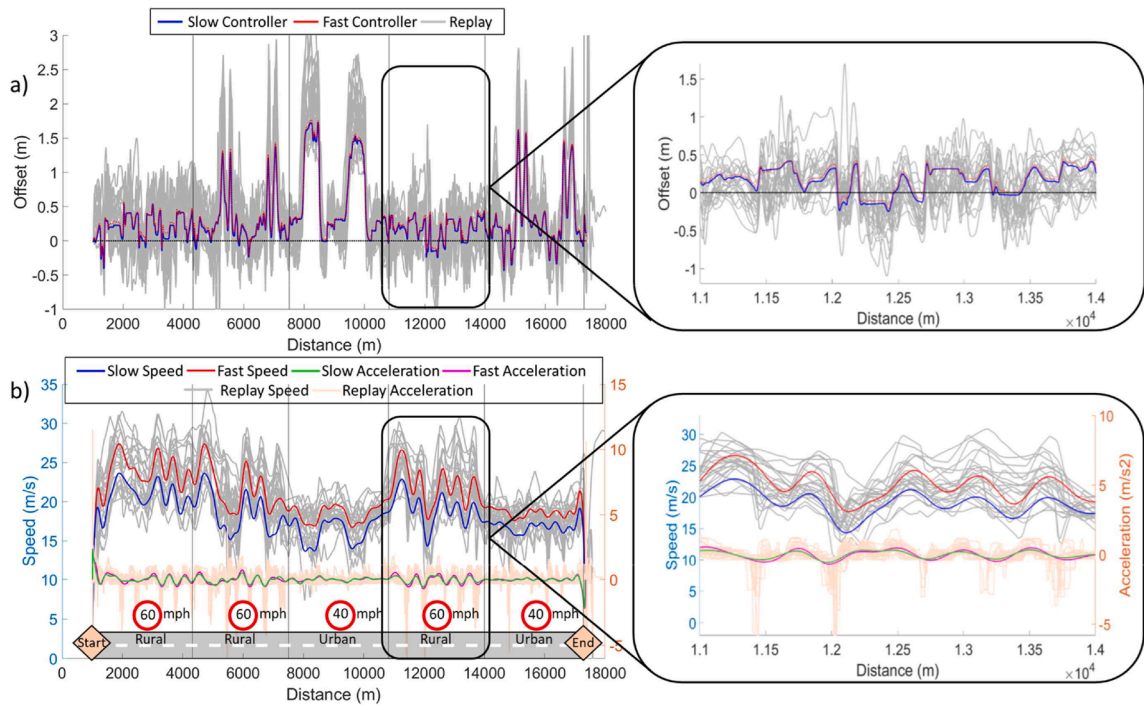 Slow Controller Fast Controller Replay
a)
3
2.5
2
1.5
1
0.5
0
-0.5
-1
Offset (m)
0 2000 4000 6000 8000 10000 12000 14000 16000 18000
Distance (m)
1.5
1
0.5
0
-0.5
-1
Offset (m)
1.1 1.15 1.2 1.25 1.3 1.35 1.4
Distance (m)
×10⁴
Slow Speed Fast Speed Slow Acceleration Fast Acceleration
Replay Speed Replay Acceleration
b)
35
30
25
20
15
10
5
0
Speed (m/s)
15
10
5
0
-5
60 mph 60 mph 40 mph 60 mph 40 mph
Start Rural Rural Urban Rural Urban End
0 2000 4000 6000 8000 10000 12000 14000 16000 18000
Distance (m)
30
25
20
15
10
5
0
Speed (m/s)
10
5
0
-5
Acceleration (m/s2)
1.1 1.15 1.2 1.25 1.3 1.35 1.4
Distance (m)
×10⁴